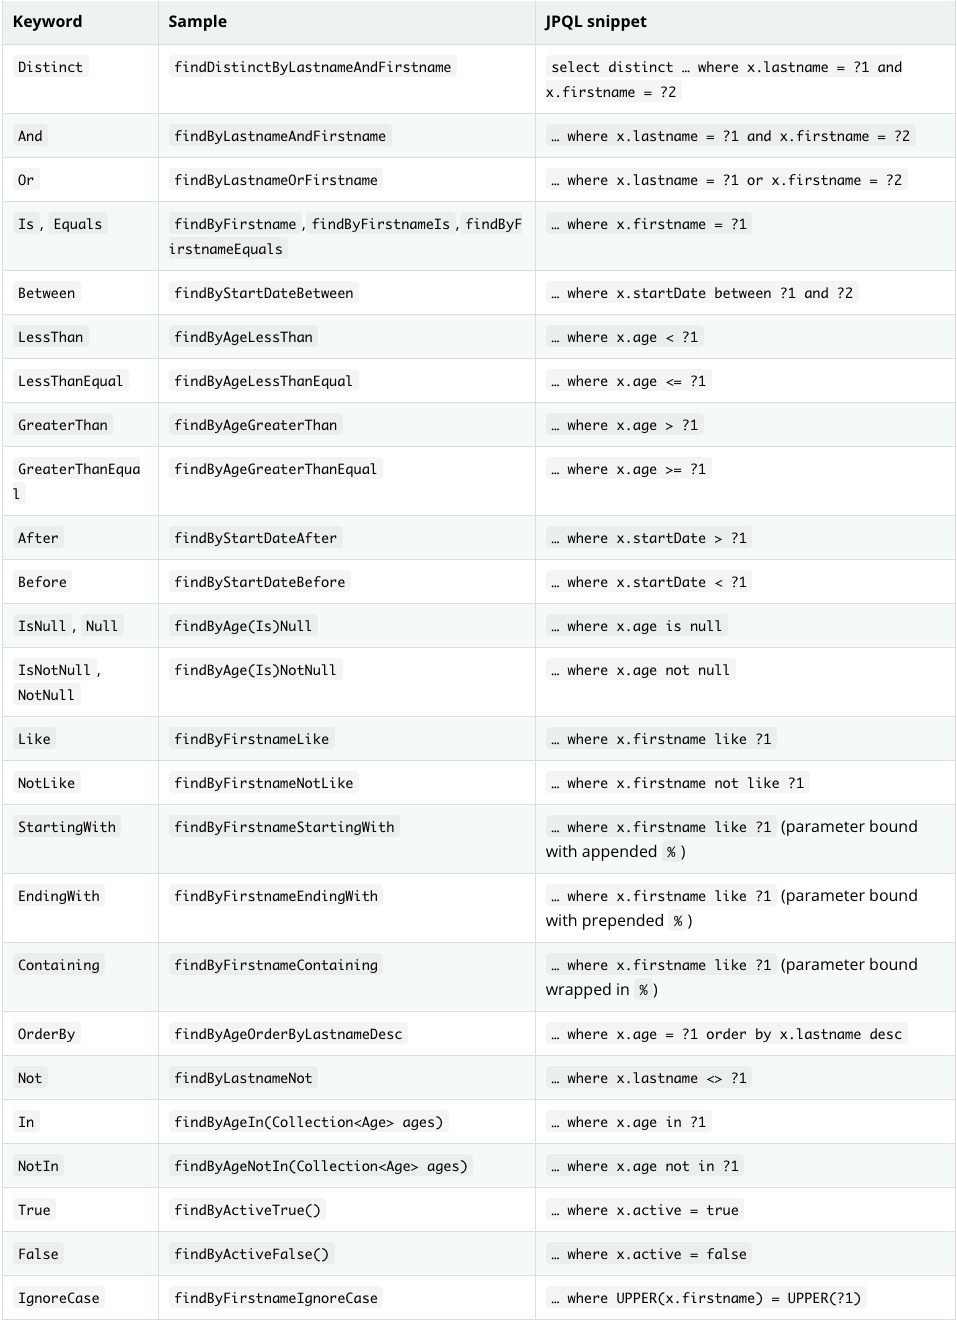 Keyword Sample JPQL snippet
Distinct findDistinctByLastnameAndFirstname select distinct … where x.lastname = ?1 and
x.firstname = ?2
And findByLastnameAndFirstname … where x.lastname = ?1 and x.firstname = ?2
Or findByLastnameOrFirstname … where x.lastname = ?1 or x.firstname = ?2
Is, Equals findByFirstname, findByFirstnameIs, findByF … where x.firstname = ?1
irstnameEquals
Between findByStartDateBetween … where x.startDate between ?1 and ?2
LessThan findByAgeLessThan … where x.age < ?1
LessThanEqual findByAgeLessThanEqual … where x.age <= ?1
GreaterThan findByAgeGreaterThan … where x.age > ?1
GreaterThanEqua findByAgeGreaterThanEqual … where x.age >= ?1
l
After findByStartDateAfter … where x.startDate > ?1
Before findByStartDateBefore … where x.startDate < ?1
IsNull, Null findByAge(Is)Null … where x.age is null
IsNotNull, findByAge(Is)NotNull … where x.age not null
NotNull
Like findByFirstnameLike … where x.firstname like ?1
NotLike findByFirstnameNotLike … where x.firstname not like ?1
StartingWith findByFirstnameStartingWith … where x.firstname like ?1 (parameter bound
with appended %)
EndingWith findByFirstnameEndingWith … where x.firstname like ?1 (parameter bound
with prepended %)
Containing findByFirstnameContaining … where x.firstname like ?1 (parameter bound
wrapped in %)
OrderBy findByAgeOrderByLastnameDesc … where x.age = ?1 order by x.lastname desc
Not findByLastnameNot … where x.lastname <> ?1
In findByAgeIn(Collection<Age> ages) … where x.age in ?1
NotIn findByAgeNotIn(Collection<Age> ages) … where x.age not in ?1
True findByActiveTrue() … where x.active = true
False findByActiveFalse() … where x.active = false
IgnoreCase findByFirstnameIgnoreCase … where UPPER(x.firstname) = UPPER(?1)